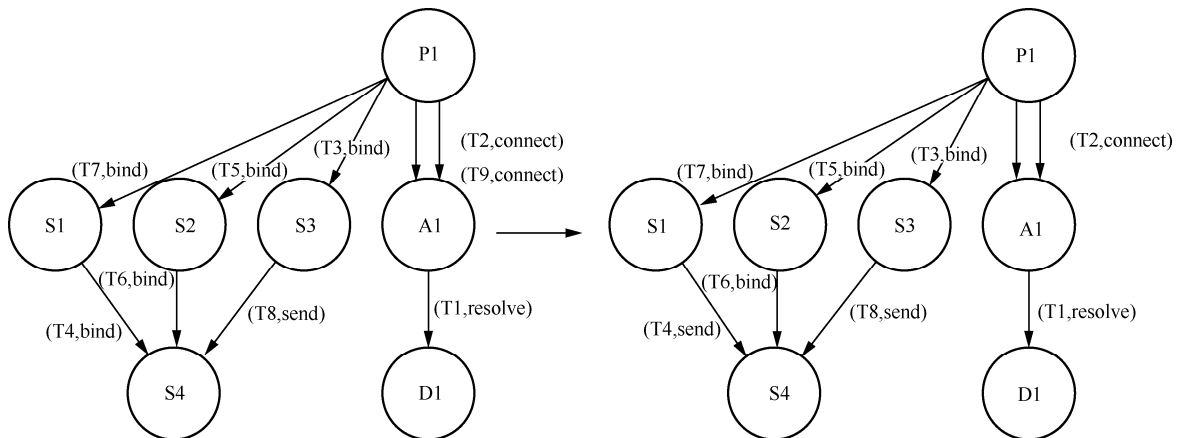 P1
(T2,connect)
(T3,bind)
(T7,bind)
(T5,bind)
(T9,connect)
S1
S2
S3
A1
(T6,bind)
(T4,bind)
(T8,send)
(T1,resolve)
S4
D1
P1
(T2,connect)
(T3,bind)
(T7,bind)
(T5,bind)
S1
S2
S3
A1
(T6,bind)
(T4,send)
(T8,send)
(T1,resolve)
S4
D1